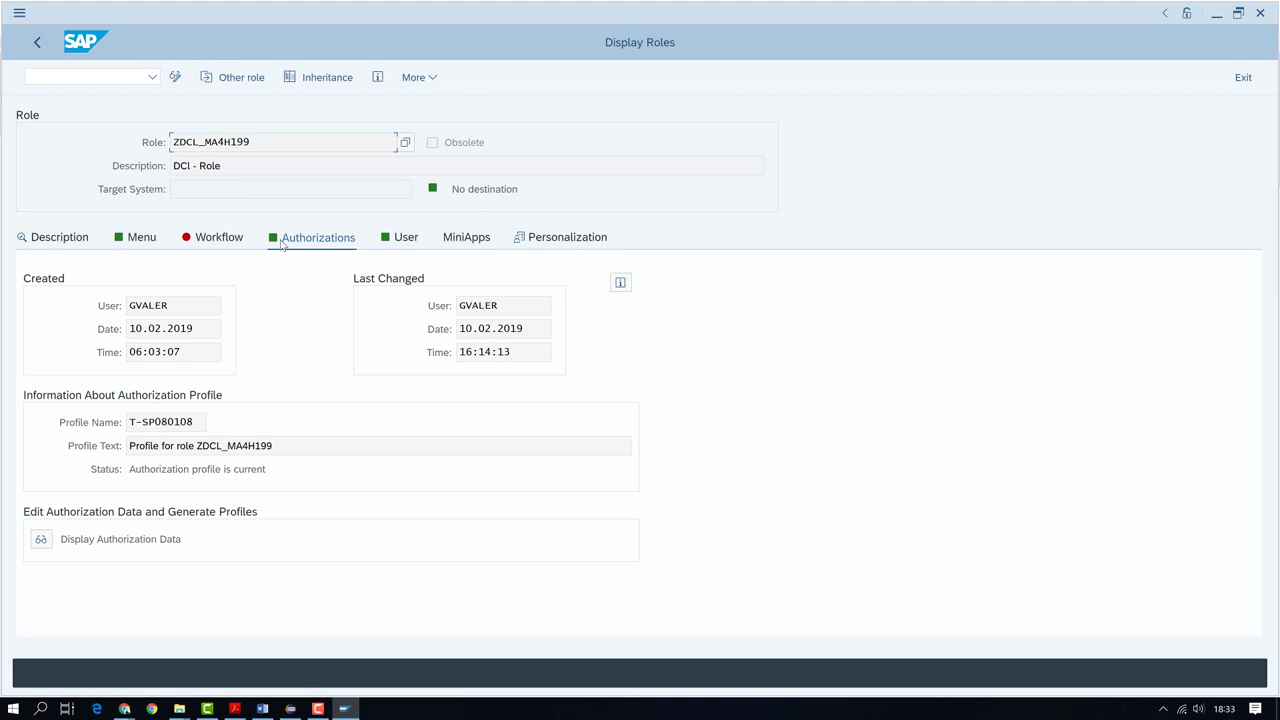 SAP
Display Roles
Other role
Inheritance
More
Exit
Role
Role: ZDCL_MA4H199
Obsolete
Description: DCl - Role
Target System:
No destination
Description
Menu
Workflow
Authorizations
User
MiniApps
Personalization
Created
Last Changed
User: GVALER
User: GVALER
Date: 10.02.2019
Date: 10.02.2019
Time: 06:03:07
Time: 16:14:13
Information About Authorization Profile
Profile Name: T-SP080108
Profile Text: Profile for role ZDCL_MA4H199
Status: Authorization profile is current
Edit Authorization Data and Generate Profiles
Display Authorization Data
18:33